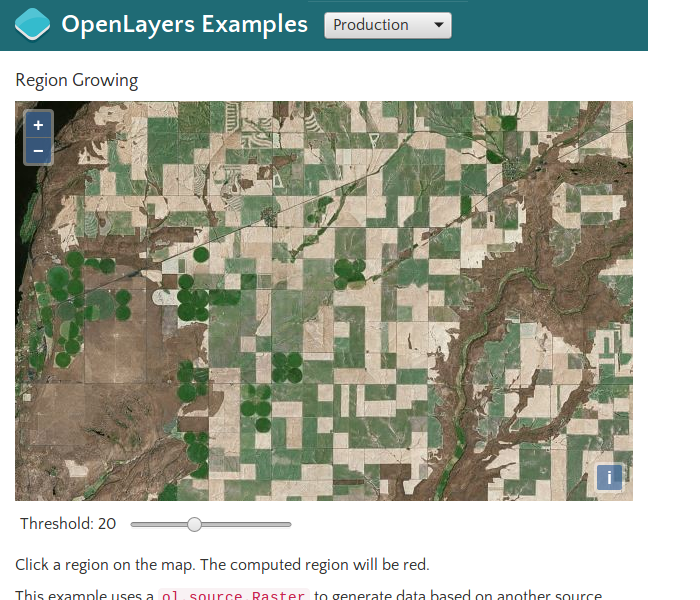 OpenLayers Examples
Production
Region Growing
+
−
i
Threshold: 20
Click a region on the map. The computed region will be red.
This example uses a ol.source.Raster to generate data based on another source.